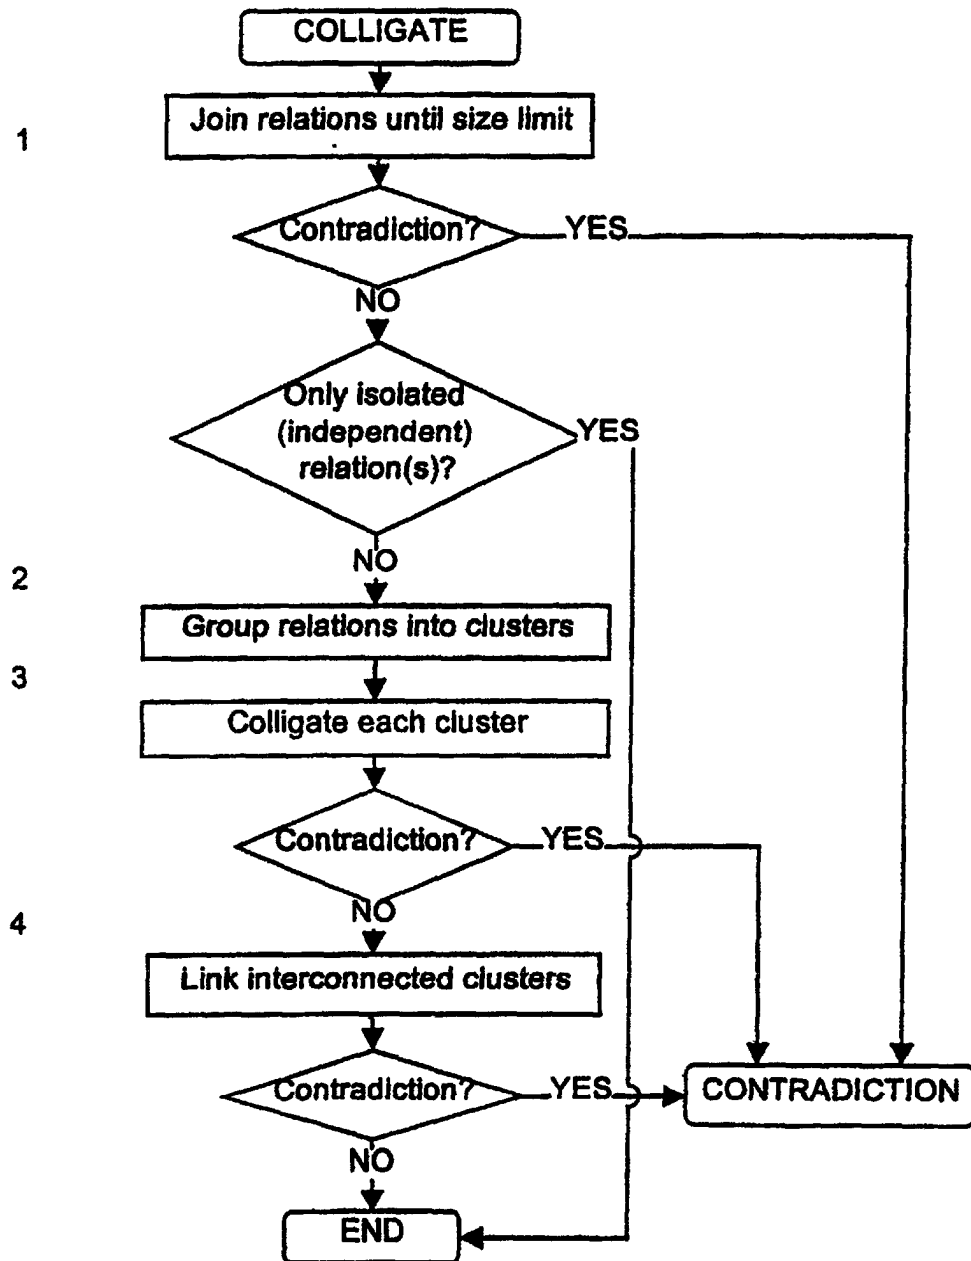 COLLIGATE
1
Join relations until size limit
Contradiction?
YES
NO
Only isolated
(independent)
relation(s)?
YES
NO
2
Group relations into clusters
3
Colligate each cluster
Contradiction?
YES
NO
4
Link interconnected clusters
Contradiction?
YES
CONTRADICTION
NO
END